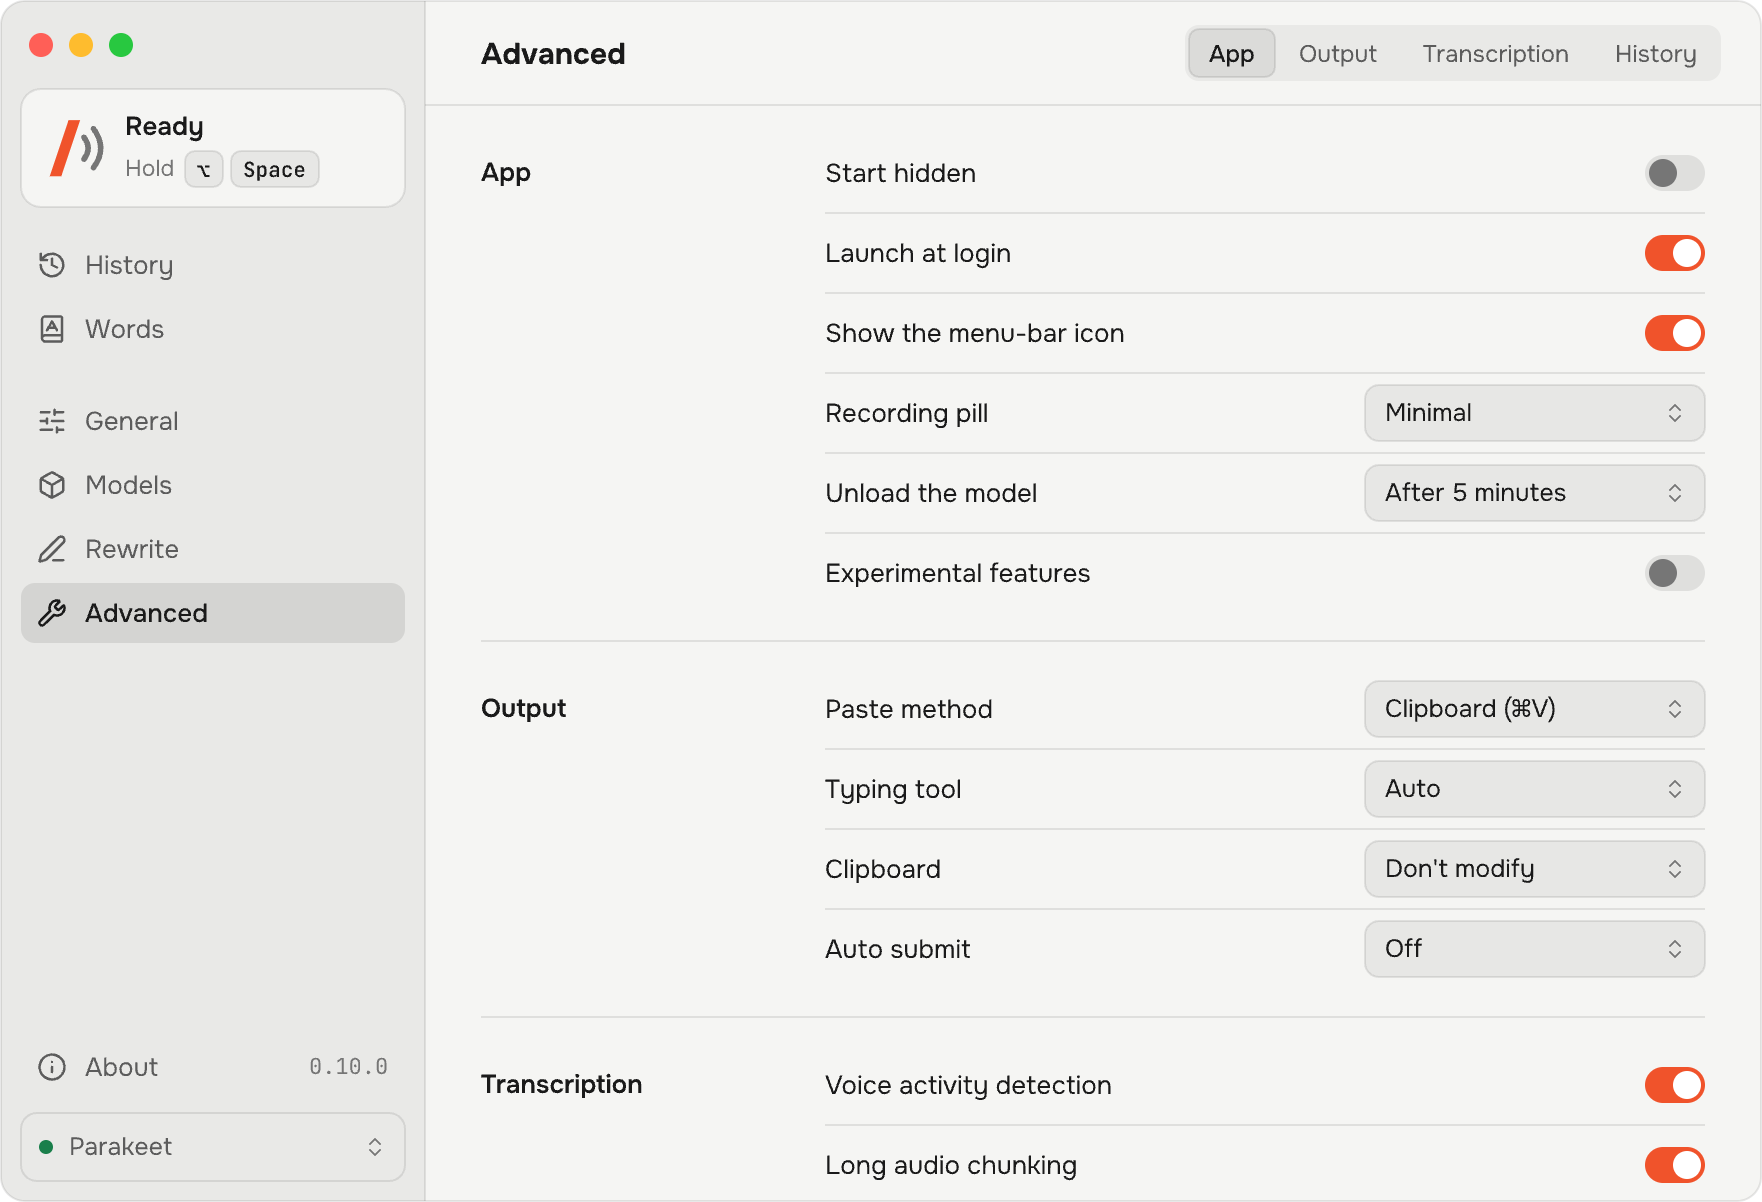 Ready
Hold ⌥ Space
History
Words
General
Models
Rewrite
Advanced
About 0.10.0
Parakeet
Advanced
App Output Transcription History
App
Start hidden
Launch at login
Show the menu-bar icon
Recording pill Minimal
Unload the model After 5 minutes
Experimental features
Output
Paste method Clipboard (⌘V)
Typing tool Auto
Clipboard Don't modify
Auto submit Off
Transcription
Voice activity detection
Long audio chunking